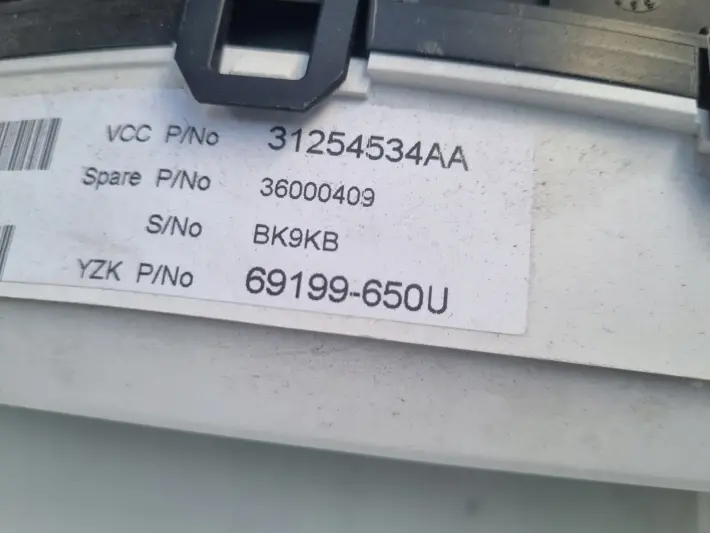 VCC P/No 31254534AA
Spare P/No 36000409
S/No BK9KB
YZK P/No 69199-650U